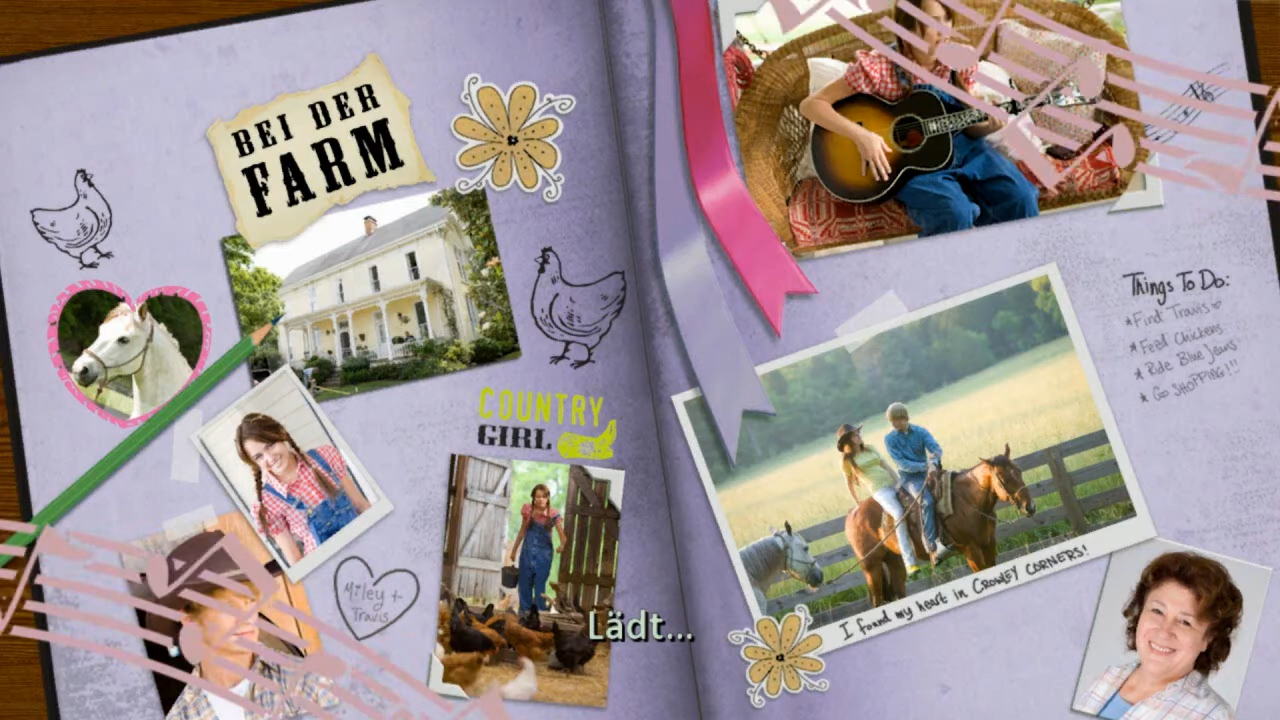 BEI DER
FARM
COUNTRY
GIRL
Miley +
Travis
Lädt...
Things To Do:
*Find Travis ♡
*Feed Chickens
*Ride Blue Jeans
*Go SHOPPING!!!
I found my heart in CROWLEY CORNERS!